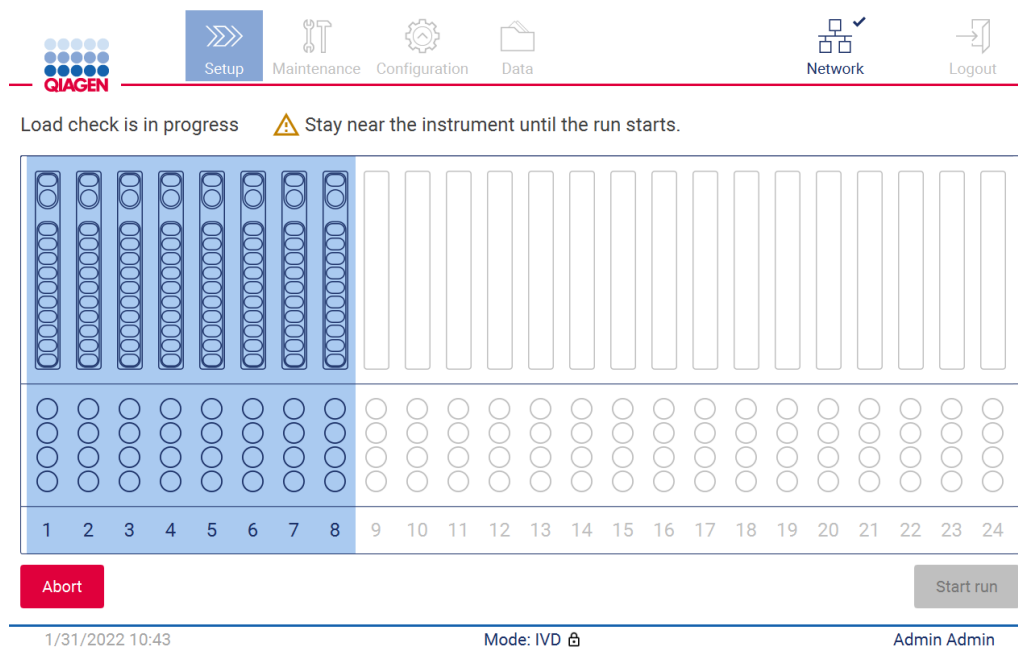 QIAGEN
Setup
Maintenance
Configuration
Data
Network
Logout
Load check is in progress
Stay near the instrument until the run starts.
1 2 3 4 5 6 7 8 9 10 11 12 13 14 15 16 17 18 19 20 21 22 23 24
Abort
Start run
1/31/2022 10:43
Mode: IVD
Admin Admin